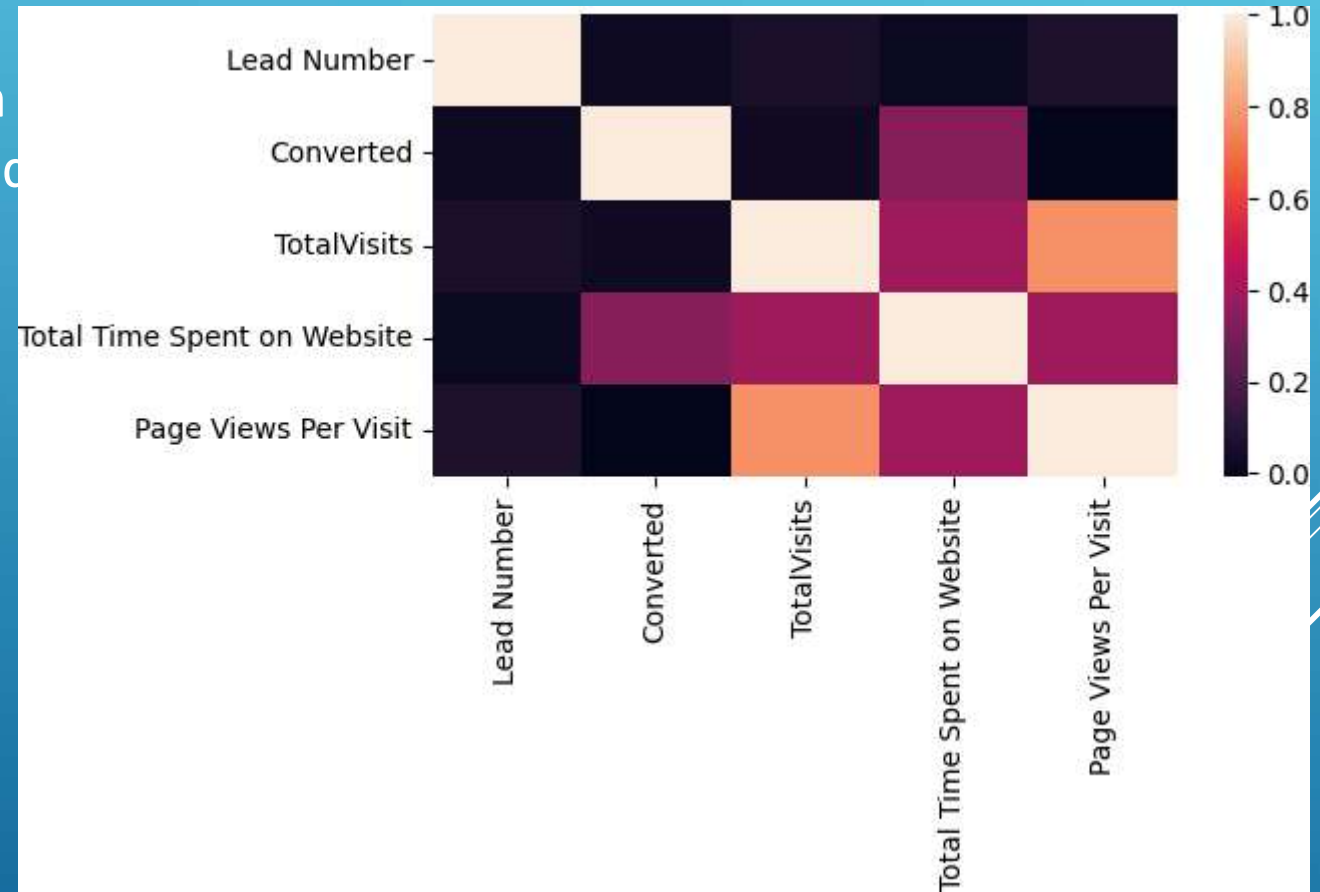 Lead Number
Converted
TotalVisits
Total Time Spent on Website
Page Views Per Visit
1.0
0.8
0.6
0.4
0.2
0.0
Lead Number
Converted
TotalVisits
Total Time Spent on Website
Page Views Per Visit